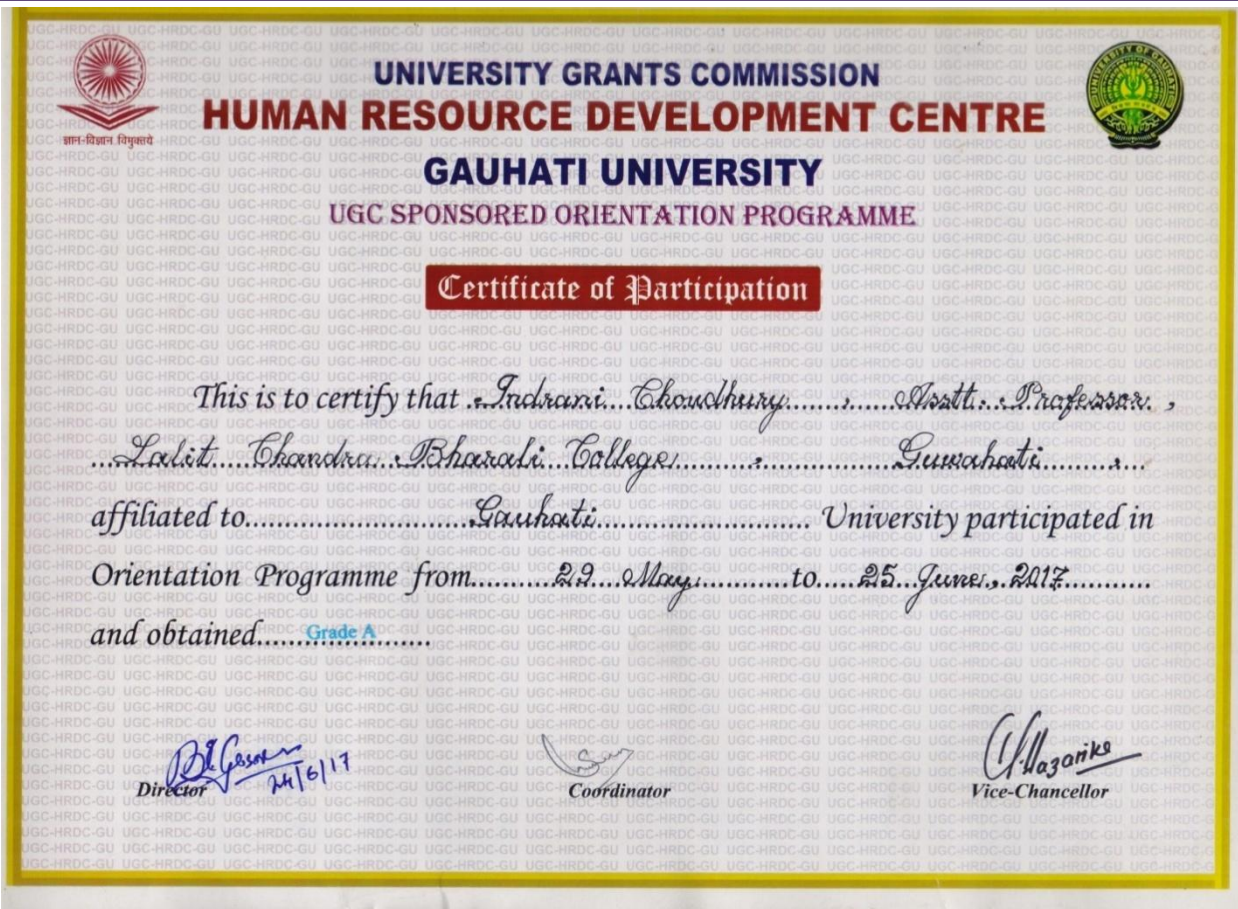 ज्ञान-विज्ञान विमुक्तये
UNIVERSITY OF GAUHATI
UNIVERSITY GRANTS COMMISSION
HUMAN RESOURCE DEVELOPMENT CENTRE
GAUHATI UNIVERSITY
UGC SPONSORED ORIENTATION PROGRAMME
Certificate of Participation
This is to certify that Indrani Choudhury, Asstt. Professor,
Lalit Chandra Bharali College, Guwahati,
affiliated to Gauhati University participated in
Orientation Programme from 29 May to 25 June, 2017
and obtained Grade A
24/6/17
Hazarika
Director Coordinator Vice-Chancellor